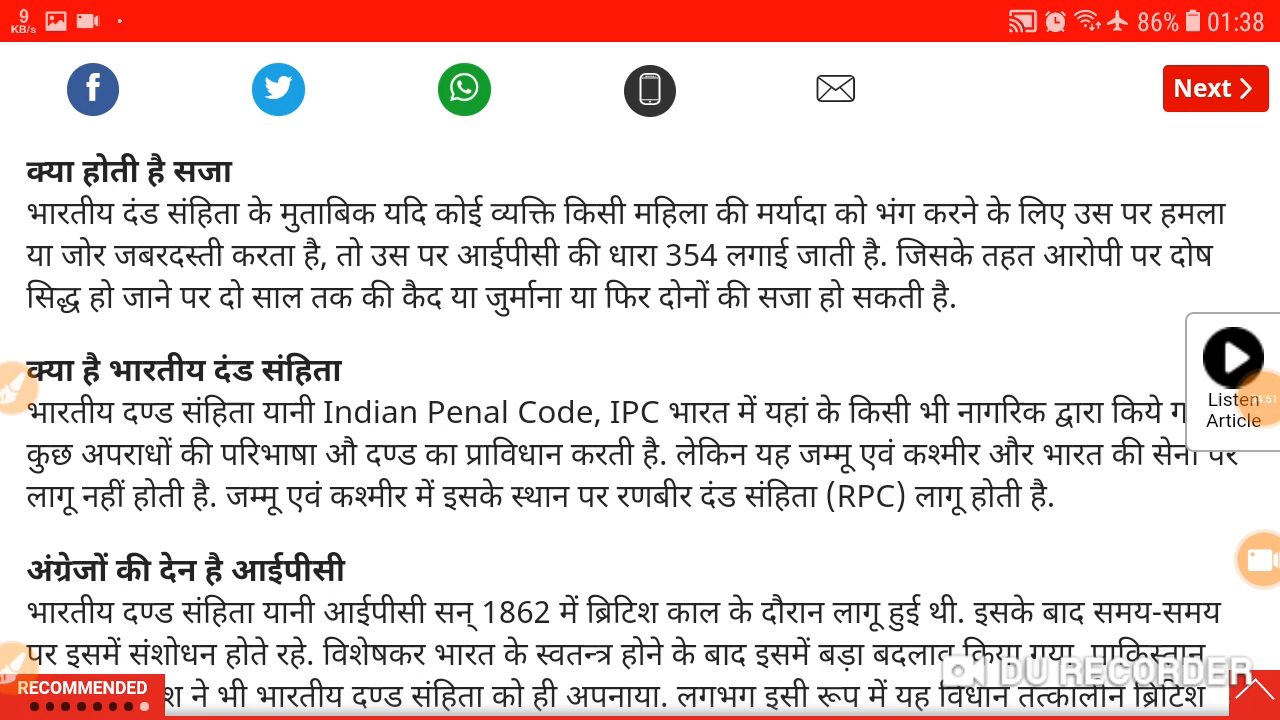 9
KB/s
86% 01:38
Next
क्या होती है सजा
भारतीय दंड संहिता के मुताबिक यदि कोई व्यक्ति किसी महिला की मर्यादा को भंग करने के लिए उस पर हमला
या जोर जबरदस्ती करता है, तो उस पर आईपीसी की धारा 354 लगाई जाती है. जिसके तहत आरोपी पर दोष
सिद्ध हो जाने पर दो साल तक की कैद या जुर्माना या फिर दोनों की सजा हो सकती है.
Listen
Article
क्या है भारतीय दंड संहिता
भारतीय दण्ड संहिता यानी Indian Penal Code, IPC भारत में यहां के किसी भी नागरिक द्वारा किये
कुछ अपराधों की परिभाषा औ दण्ड का प्राविधान करती है. लेकिन यह जम्मू एवं कश्मीर और भारत की सेना पर
लागू नहीं होती है. जम्मू एवं कश्मीर में इसके स्थान पर रणबीर दंड संहिता (RPC) लागू होती है.
अंग्रेजों की देन है आईपीसी
भारतीय दण्ड संहिता यानी आईपीसी सन् 1862 में ब्रिटिश काल के दौरान लागू हुई थी. इसके बाद समय-समय
पर इसमें संशोधन होते रहे. विशेषकर भारत के स्वतन्त्र होने के बाद इसमें बड़ा बदलाव किया गया. पाकिस्तान
DU RECORDER
RECOMMENDED
ने भी भारतीय दण्ड संहिता को ही अपनाया. लगभग इसी रूप में यह विधान तत्कालीन ब्रिटिश